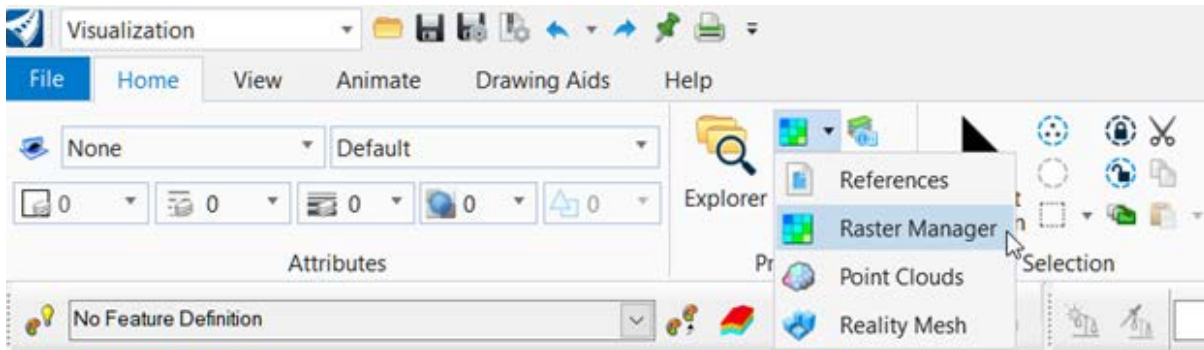 Visualization
File Home View Animate Drawing Aids Help
None Default
References
0 0 0 0 0 Explorer
Raster Manager
Attributes Selection
Point Clouds
No Feature Definition
Reality Mesh